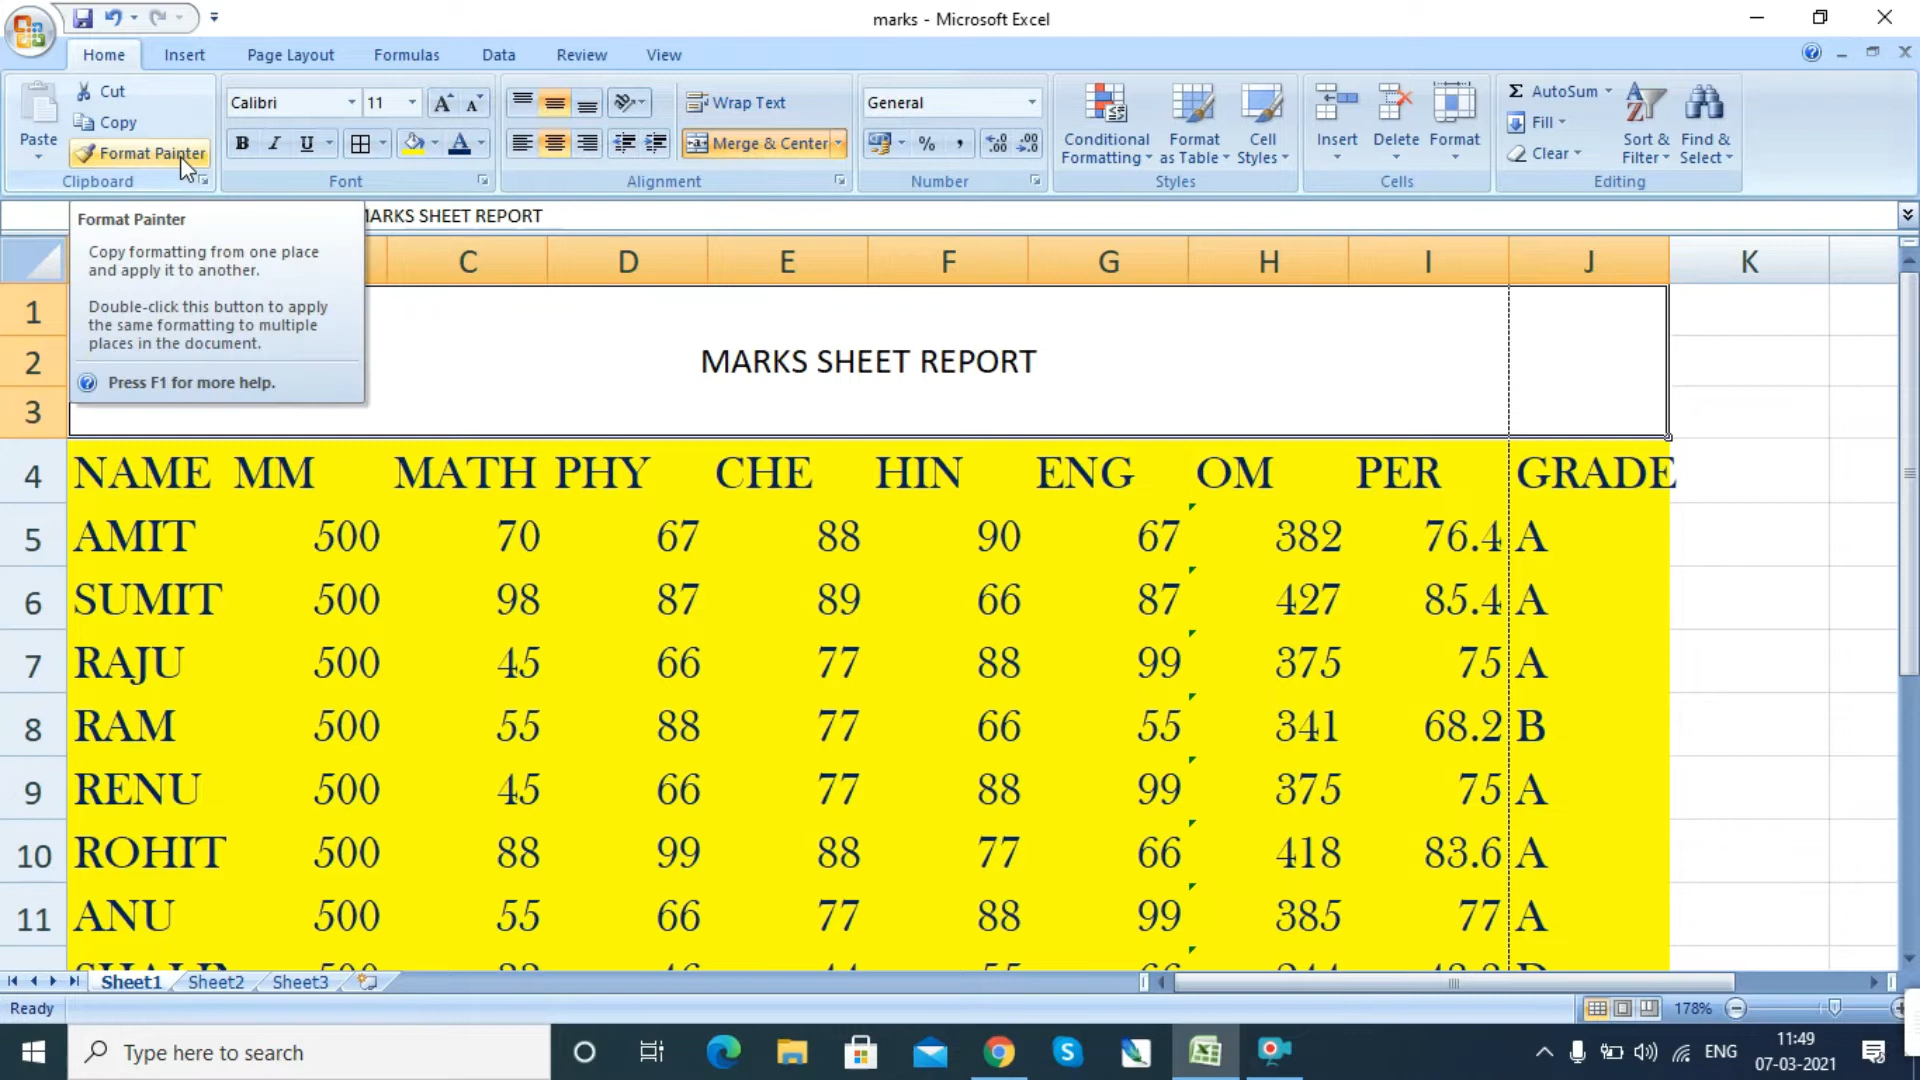 marks - Microsoft Excel
Home Insert Page Layout Formulas Data Review View
Cut
Copy
Format Painter
Paste
Clipboard
Calibri 11
B I U A
Font
Wrap Text
Merge & Center
Alignment
General
% ,
Number
Conditional Formatting
Format as Table
Cell Styles
Styles
Insert Delete Format
Cells
Σ AutoSum
Fill
Clear
Sort & Filter
Find & Select
Editing
MARKS SHEET REPORT
Format Painter
Copy formatting from one place
and apply it to another.
Double-click this button to apply
the same formatting to multiple
places in the document.
Press F1 for more help.
C D E F G H I J K
1
2 MARKS SHEET REPORT
3
4 NAME MM MATH PHY CHE HIN ENG OM PER GRADE
5 AMIT 500 70 67 88 90 67 382 76.4 A
6 SUMIT 500 98 87 89 66 87 427 85.4 A
7 RAJU 500 45 66 77 88 99 375 75 A
8 RAM 500 55 88 77 66 55 341 68.2 B
9 RENU 500 45 66 77 88 99 375 75 A
10 ROHIT 500 88 99 88 77 66 418 83.6 A
11 ANU 500 55 66 77 88 99 385 77 A
Sheet1 Sheet2 Sheet3
Ready 178%
Type here to search
ENG
11:49
07-03-2021